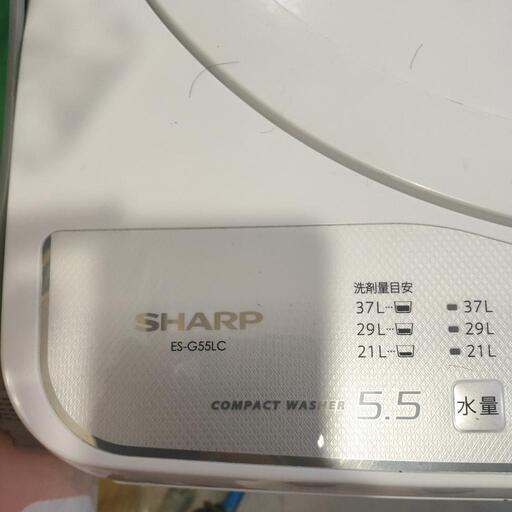 SHARP
ES-G55LC
洗剤量目安
37L 37L
29L 29L
21L 21L
COMPACT WASHER 5.5 水量